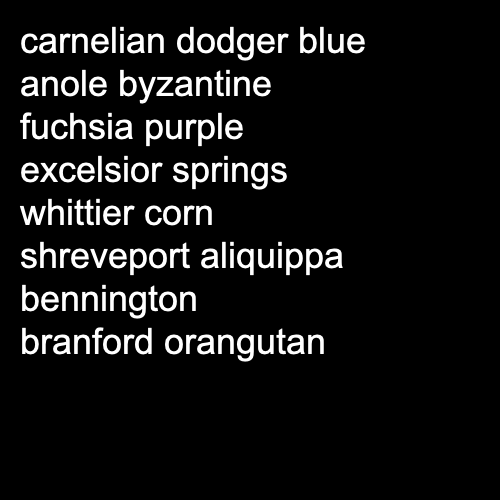 carnelian dodger blue
anole byzantine
fuchsia purple
excelsior springs
whittier corn
shreveport aliquippa
bennington
branford orangutan